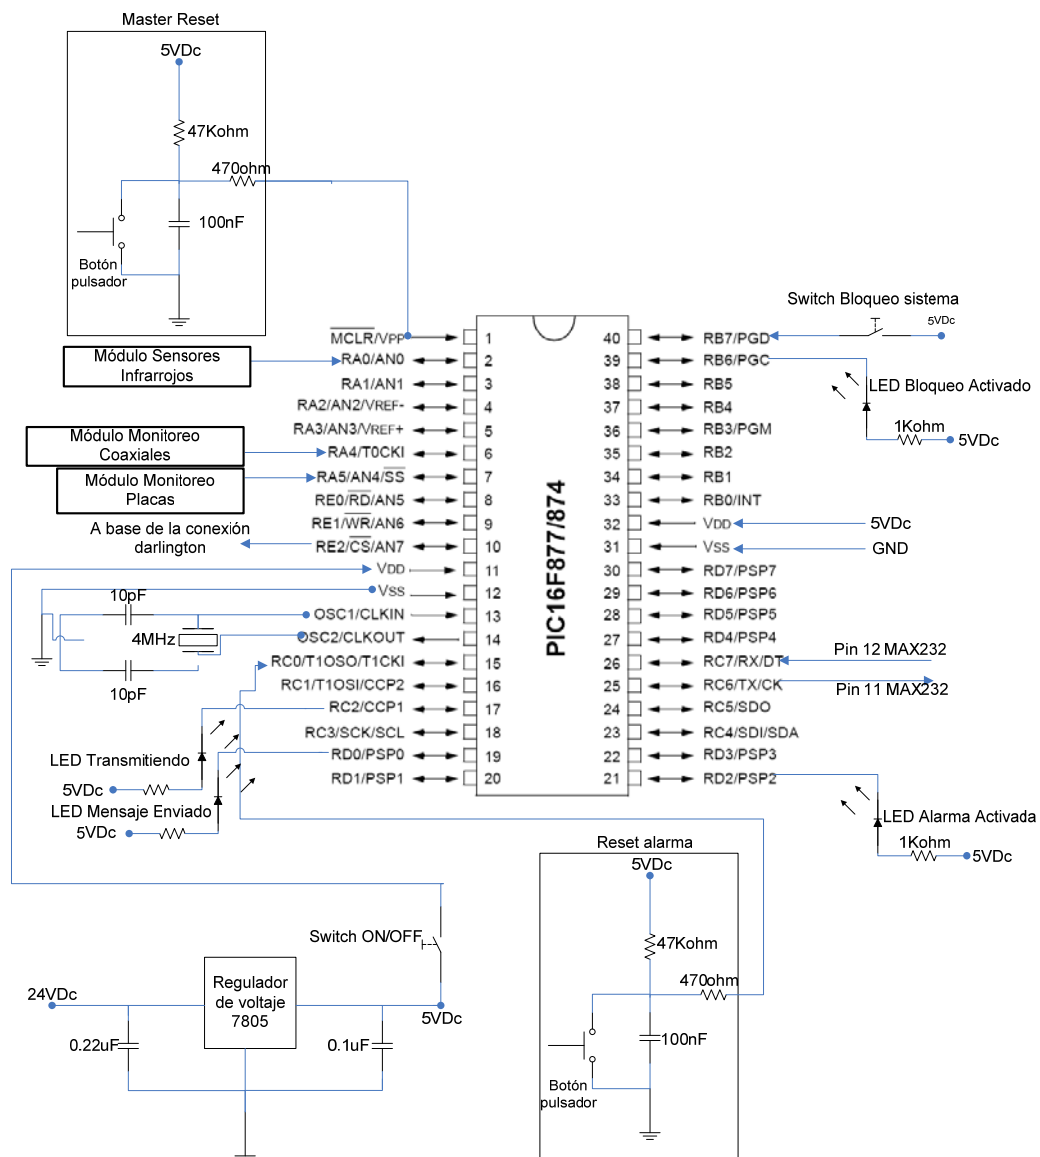 Master Reset
5VDc
47Kohm
470ohm
100nF
Botón
pulsador
Switch Bloqueo sistema
5VDc
LED Bloqueo Activado
1Kohm
5VDc
Módulo Sensores
Infrarrojos
Módulo Monitoreo
Coaxiales
Módulo Monitoreo
Placas
A base de la conexión
darlington
PIC16F877/874
MCLR/VPP 1
RA0/AN0 2
RA1/AN1 3
RA2/AN2/VREF- 4
RA3/AN3/VREF+ 5
RA4/T0CKI 6
RA5/AN4/SS 7
RE0/RD/AN5 8
RE1/WR/AN6 9
RE2/CS/AN7 10
VDD 11
VSS 12
OSC1/CLKIN 13
OSC2/CLKOUT 14
RC0/T1OSO/T1CKI 15
RC1/T1OSI/CCP2 16
RC2/CCP1 17
RC3/SCK/SCL 18
RD0/PSP0 19
RD1/PSP1 20
40 RB7/PGD
39 RB6/PGC
38 RB5
37 RB4
36 RB3/PGM
35 RB2
34 RB1
33 RB0/INT
32 VDD 5VDc
31 VSS GND
30 RD7/PSP7
29 RD6/PSP6
28 RD5/PSP5
27 RD4/PSP4
26 RC7/RX/DT Pin 12 MAX232
25 RC6/TX/CK Pin 11 MAX232
24 RC5/SDO
23 RC4/SDI/SDA
22 RD3/PSP3
21 RD2/PSP2
10pF
4MHz
10pF
LED Transmitiendo
5VDc
LED Mensaje Enviado
5VDc
LED Alarma Activada
1Kohm
5VDc
Switch ON/OFF
24VDc
Regulador
de voltaje
7805
5VDc
0.22uF
0.1uF
Reset alarma
5VDc
47Kohm
470ohm
100nF
Botón
pulsador